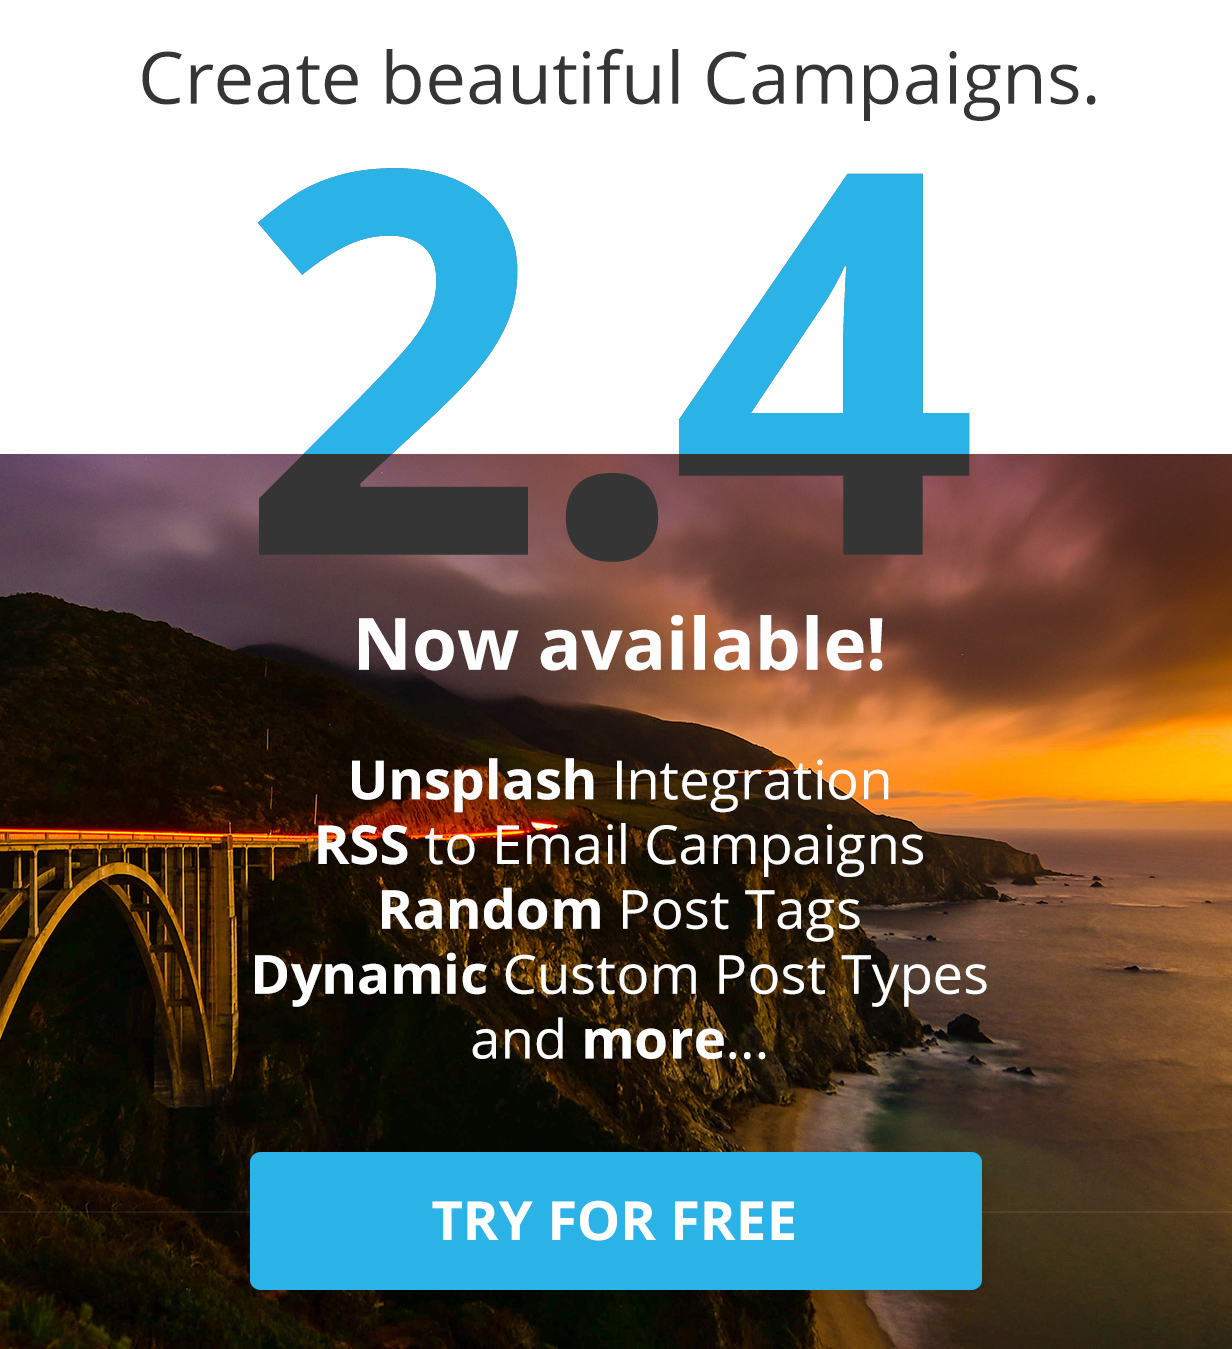 Create beautiful Campaigns.
2.4
Now available!
Unsplash Integration
RSS to Email Campaigns
Random Post Tags
Dynamic Custom Post Types
and more...
TRY FOR FREE